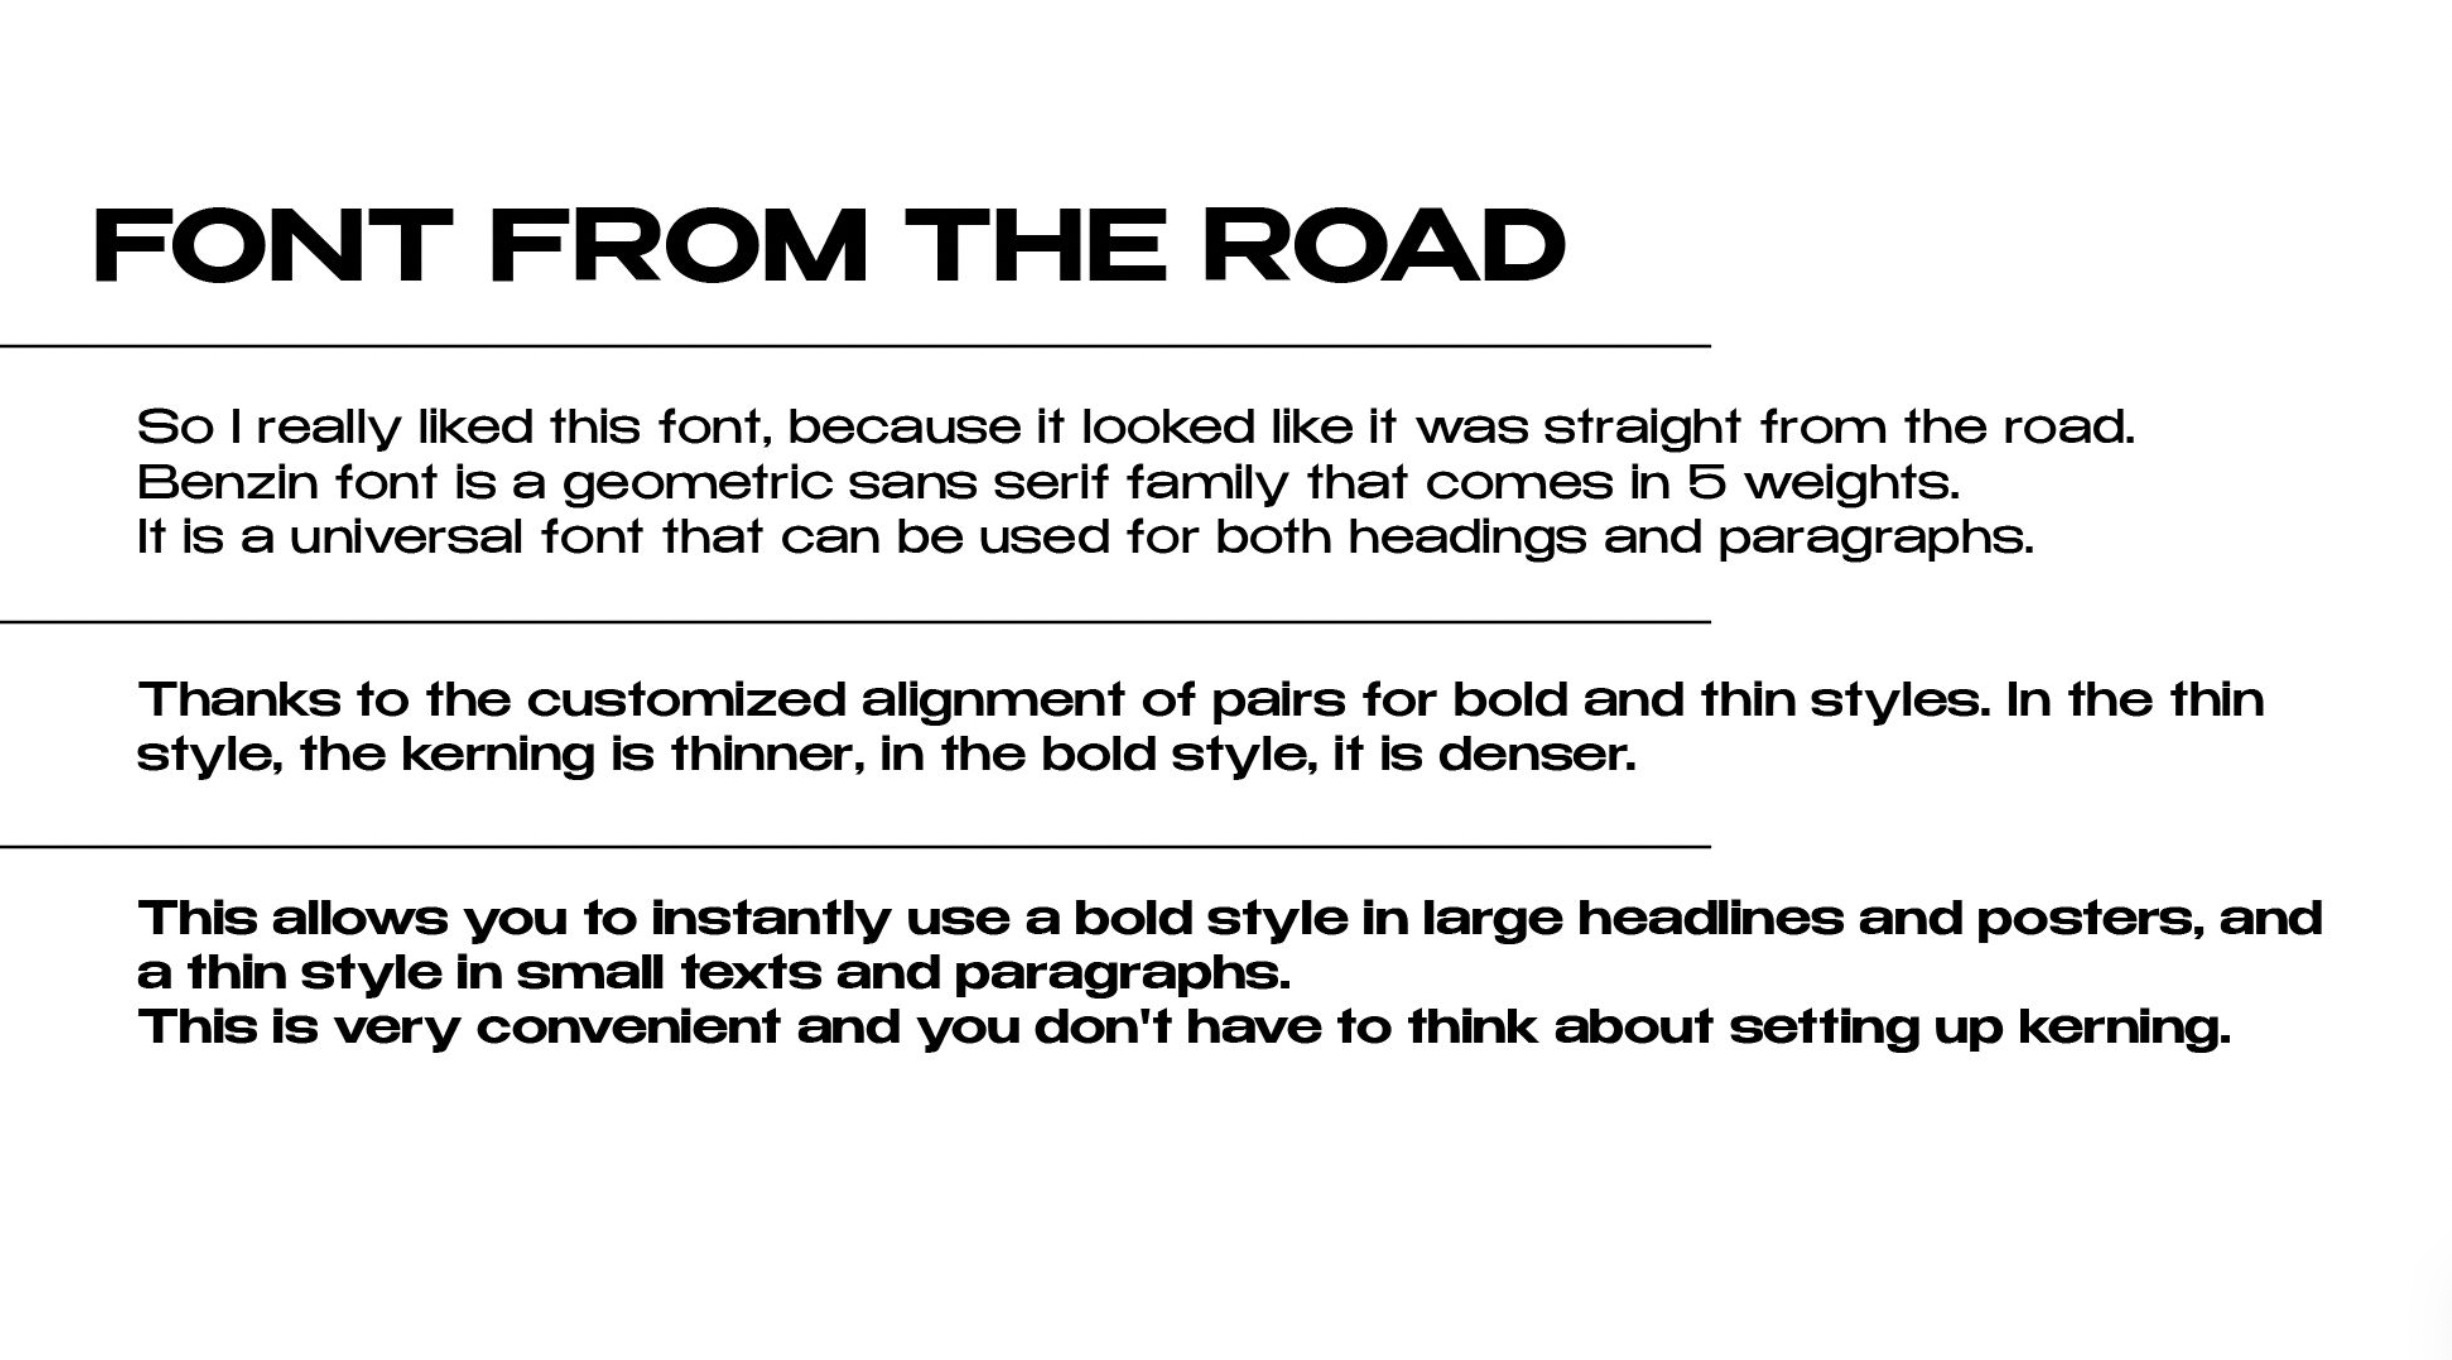 FONT FROM THE ROAD
So I really liked this font, because it looked like it was straight from the road.
Benzin font is a geometric sans serif family that comes in 5 weights.
It is a universal font that can be used for both headings and paragraphs.
Thanks to the customized alignment of pairs for bold and thin styles. In the thin
style, the kerning is thinner, in the bold style, it is denser.
This allows you to instantly use a bold style in large headlines and posters, and
a thin style in small texts and paragraphs.
This is very convenient and you don't have to think about setting up kerning.